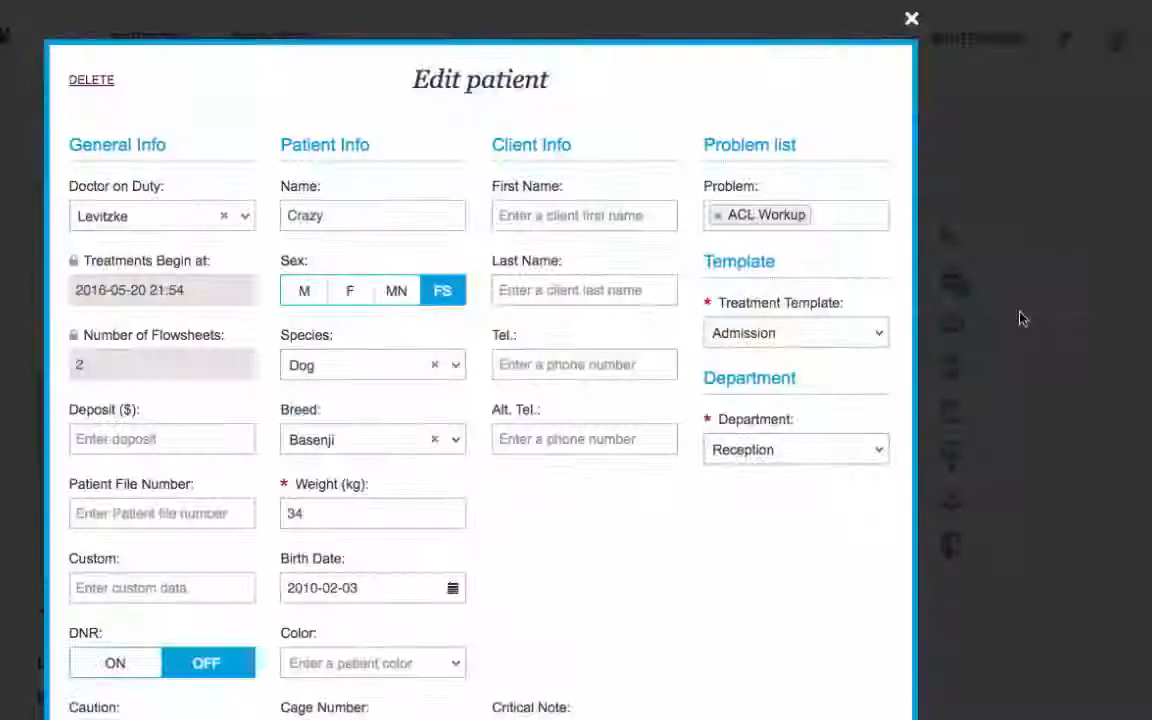 DELETE
Edit patient
General Info
Doctor on Duty:
Levitzke
Treatments Begin at:
2016-05-20 21:54
Number of Flowsheets:
2
Deposit ($):
Enter deposit
Patient File Number:
Enter Patient file number
Custom:
Enter custom data
DNR:
ON OFF
Caution:
Patient Info
Name:
Crazy
Sex:
M F MN FS
Species:
Dog
Breed:
Basenji
* Weight (kg):
34
Birth Date:
2010-02-03
Color:
Enter a patient color
Cage Number:
Client Info
First Name:
Enter a client first name
Last Name:
Enter a client last name
Tel.:
Enter a phone number
Alt. Tel.:
Enter a phone number
Critical Note:
Problem list
Problem:
× ACL Workup
Template
* Treatment Template:
Admission
Department
* Department:
Reception